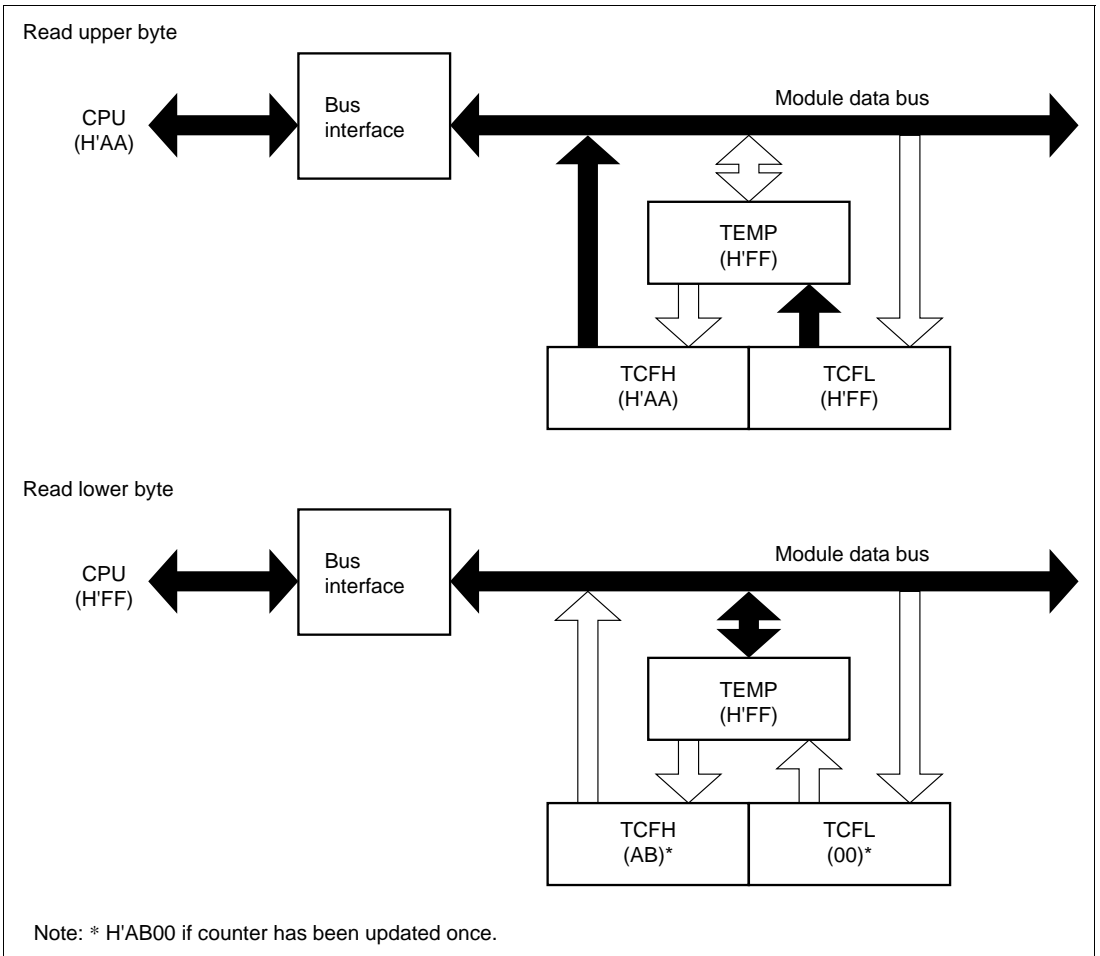 Read upper byte
CPU
(H'AA)
Bus
interface
Module data bus
TEMP
(H'FF)
TCFH
(H'AA)
TCFL
(H'FF)
Read lower byte
CPU
(H'FF)
Bus
interface
Module data bus
TEMP
(H'FF)
TCFH
(AB)*
TCFL
(00)*
Note: * H'AB00 if counter has been updated once.